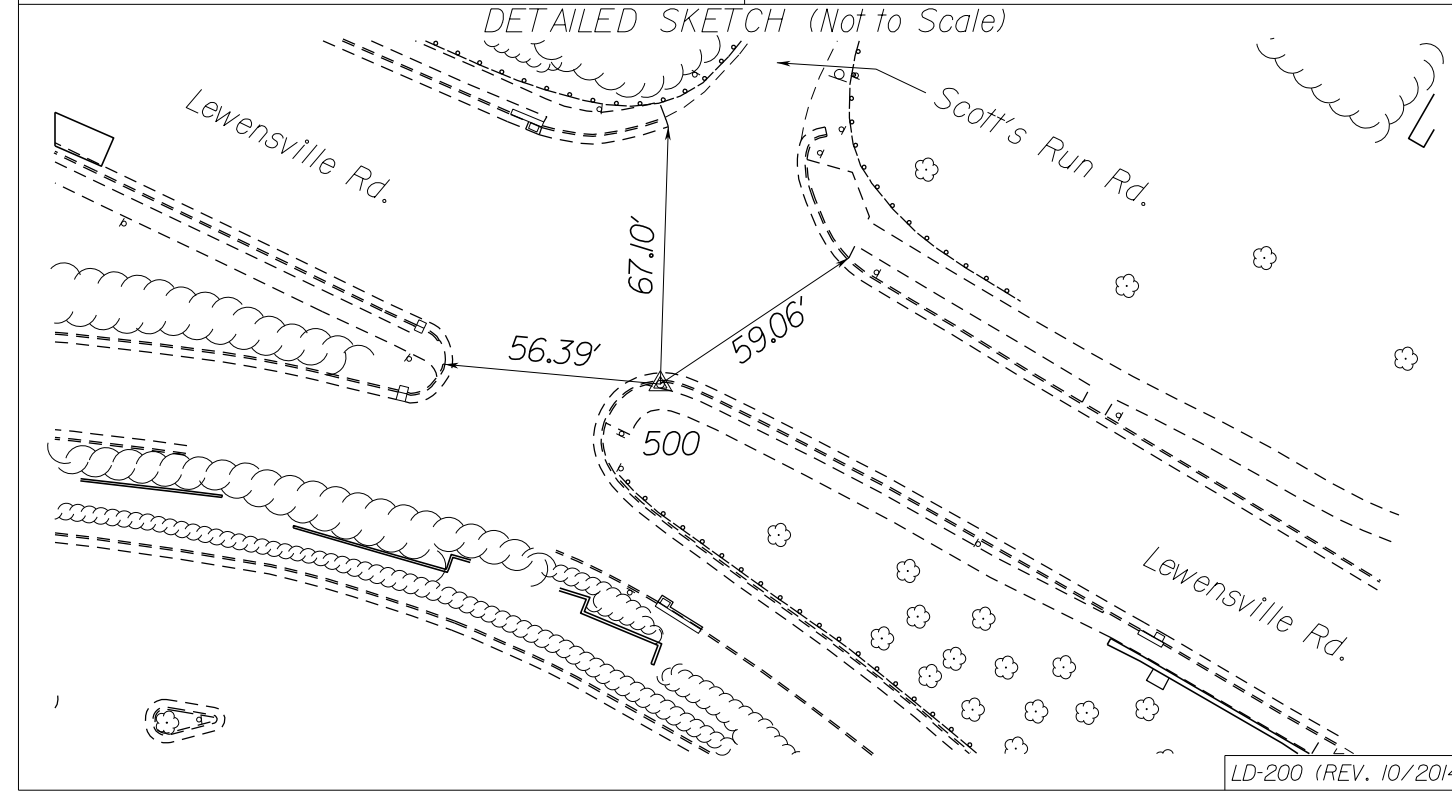 DETAILED SKETCH (Not to Scale)
Lewensville Rd.
Scott's Run Rd.
67.10'
59.06'
56.39'
500
Lewensville Rd.
LD-200 (REV. 10/2014